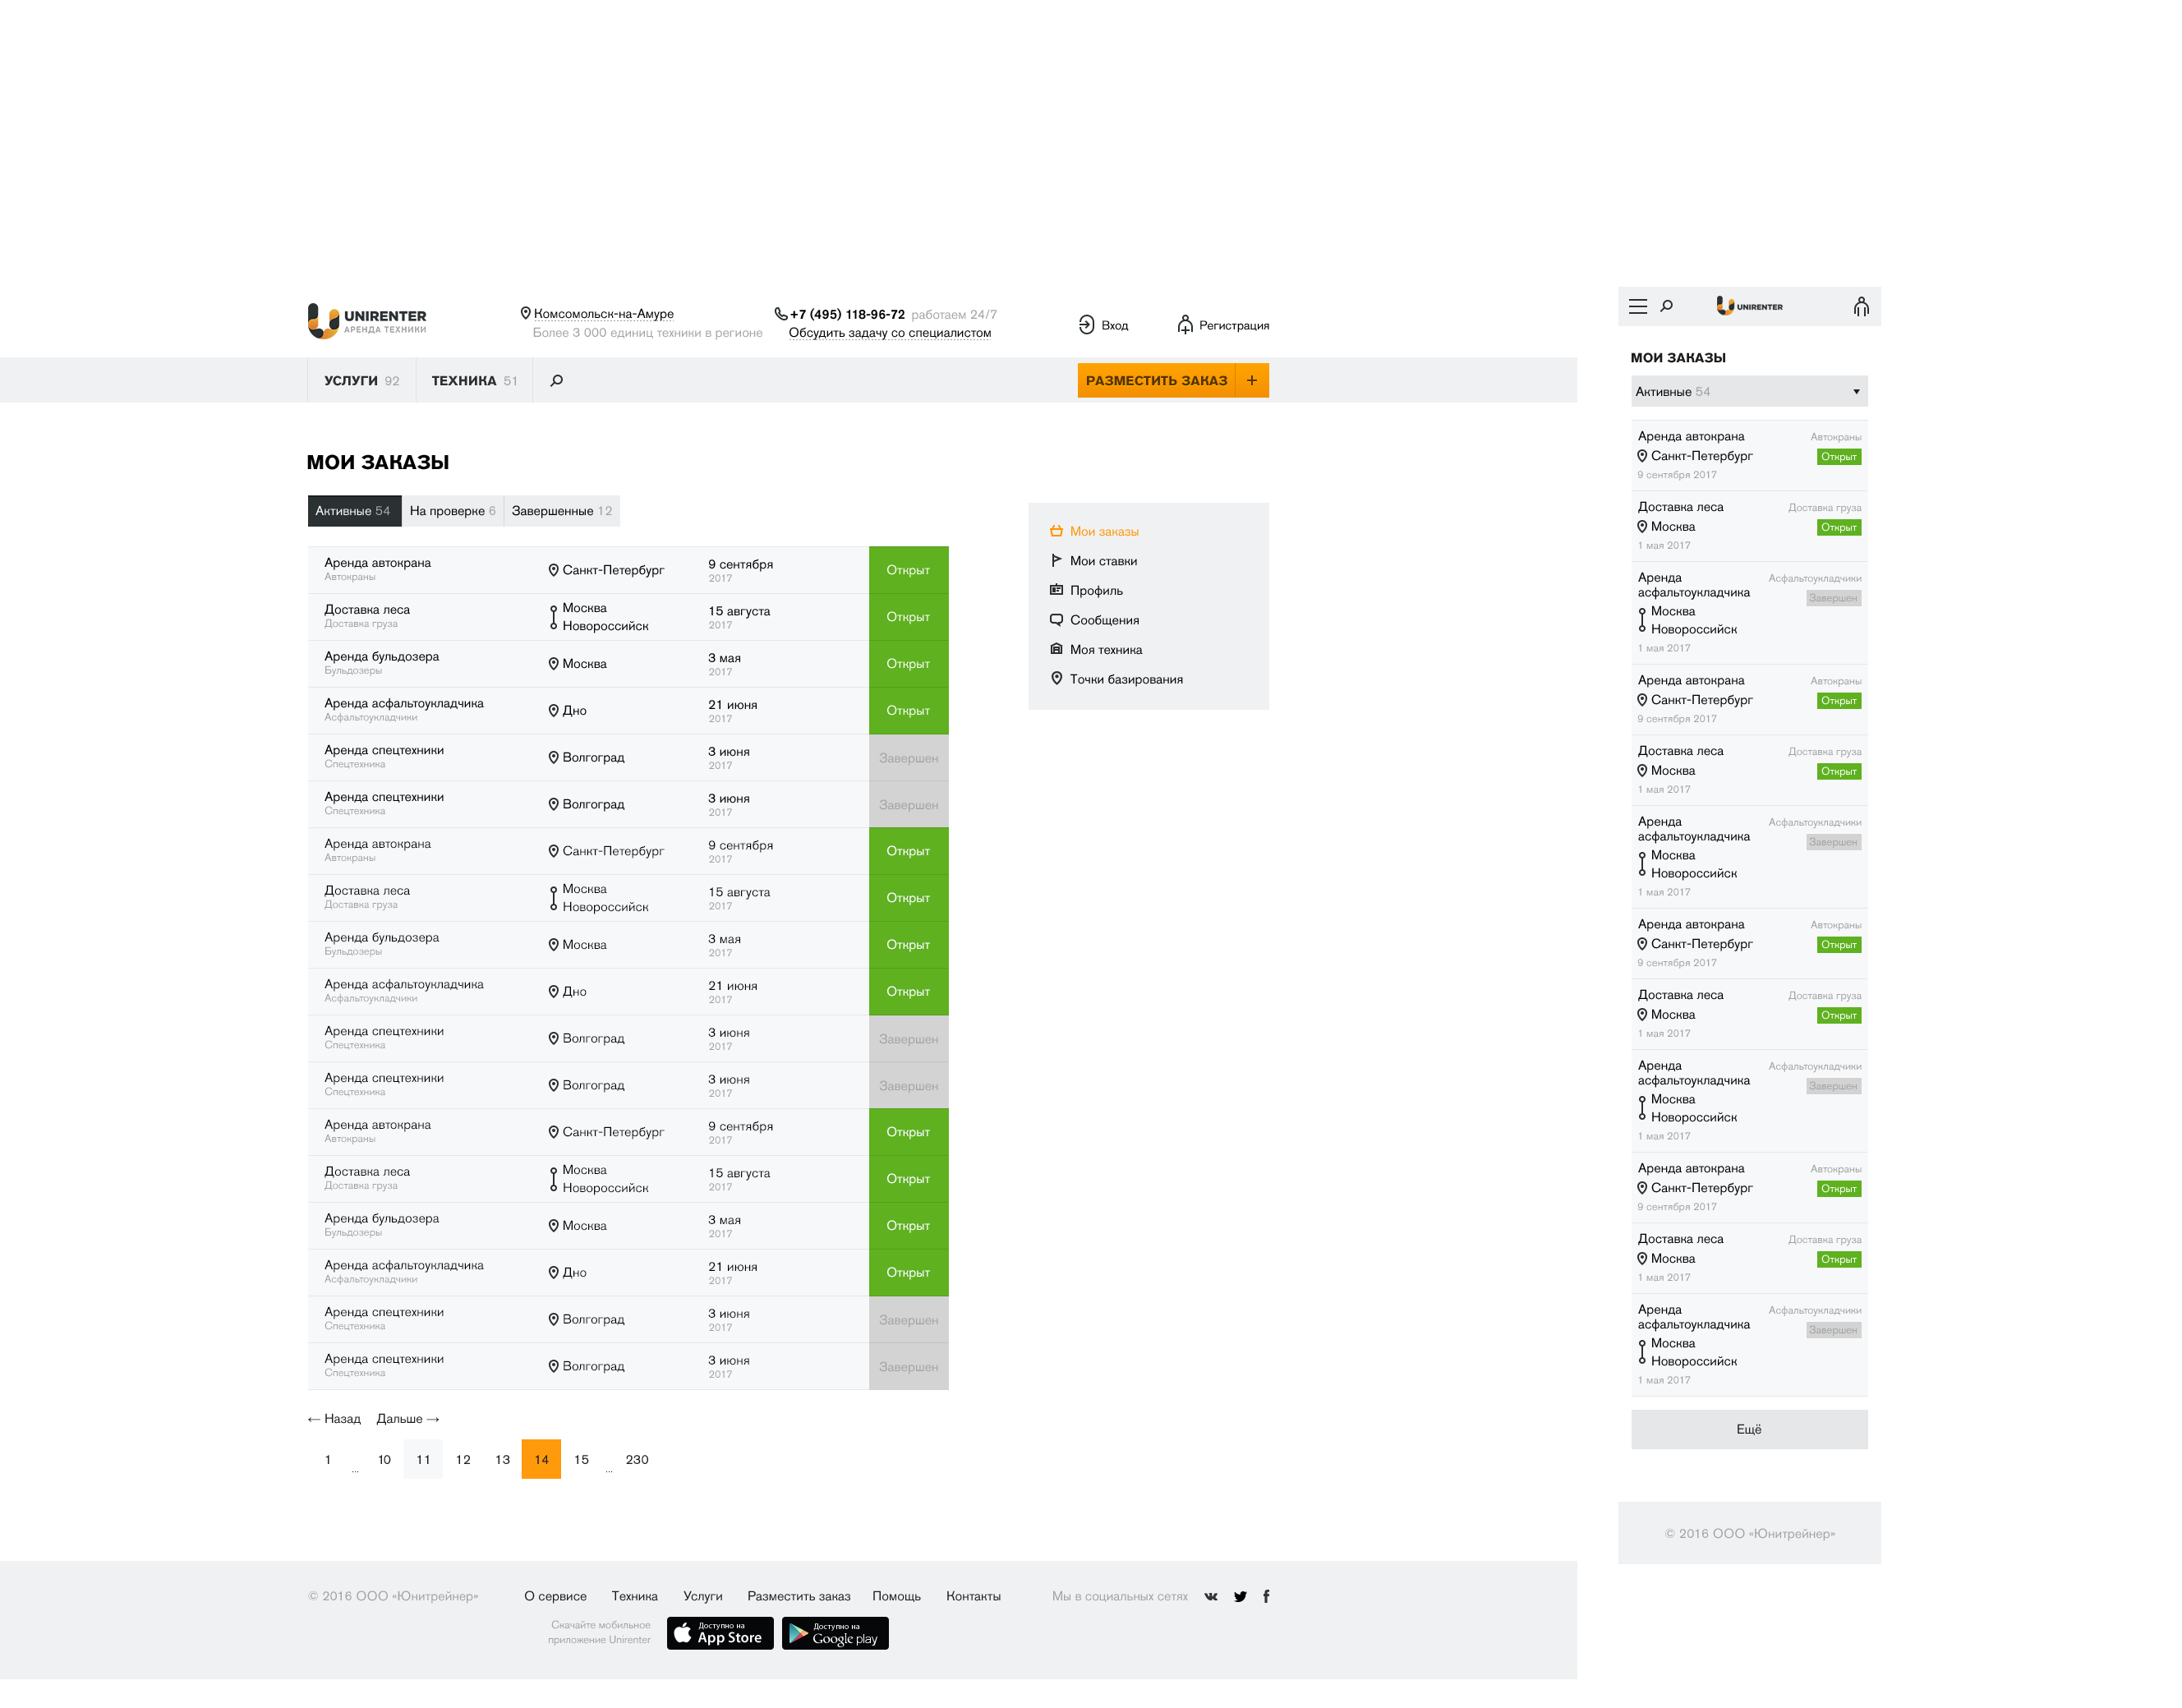 UNIRENTER
АРЕНДА ТЕХНИКИ
Комсомольск-на-Амуре
Более 3 000 единиц техники в регионе
+7 (495) 118-96-72 работаем 24/7
Обсудить задачу со специалистом
Вход
Регистрация
УСЛУГИ 92
ТЕХНИКА 51
РАЗМЕСТИТЬ ЗАКАЗ +
МОИ ЗАКАЗЫ
Активные 54
На проверке 6
Завершенные 12
Аренда автокрана
Автокраны
Санкт-Петербург
9 сентября
2017
Открыт
Доставка леса
Доставка груза
Москва
Новороссийск
15 августа
2017
Открыт
Аренда бульдозера
Бульдозеры
Москва
3 мая
2017
Открыт
Аренда асфальтоукладчика
Асфальтоукладчики
Дно
21 июня
2017
Открыт
Аренда спецтехники
Спецтехника
Волгоград
3 июня
2017
Завершен
Аренда спецтехники
Спецтехника
Волгоград
3 июня
2017
Завершен
Аренда автокрана
Автокраны
Санкт-Петербург
9 сентября
2017
Открыт
Доставка леса
Доставка груза
Москва
Новороссийск
15 августа
2017
Открыт
Аренда бульдозера
Бульдозеры
Москва
3 мая
2017
Открыт
Аренда асфальтоукладчика
Асфальтоукладчики
Дно
21 июня
2017
Открыт
Аренда спецтехники
Спецтехника
Волгоград
3 июня
2017
Завершен
Аренда спецтехники
Спецтехника
Волгоград
3 июня
2017
Завершен
Аренда автокрана
Автокраны
Санкт-Петербург
9 сентября
2017
Открыт
Доставка леса
Доставка груза
Москва
Новороссийск
15 августа
2017
Открыт
Аренда бульдозера
Бульдозеры
Москва
3 мая
2017
Открыт
Аренда асфальтоукладчика
Асфальтоукладчики
Дно
21 июня
2017
Открыт
Аренда спецтехники
Спецтехника
Волгоград
3 июня
2017
Завершен
Аренда спецтехники
Спецтехника
Волгоград
3 июня
2017
Завершен
← Назад Дальше →
1 ... 10 11 12 13 14 15 ... 230
Мои заказы
Мои ставки
Профиль
Сообщения
Моя техника
Точки базирования
© 2016 ООО «Юнитрейнер»
О сервисе
Техника
Услуги
Разместить заказ
Помощь
Контакты
Мы в социальных сетях
Скачайте мобильное
приложение Unirenter
Доступно на
App Store
Доступно на
Google play
UNIRENTER
МОИ ЗАКАЗЫ
Активные 54
Аренда автокрана
Автокраны
Санкт-Петербург
Открыт
9 сентября 2017
Доставка леса
Доставка груза
Москва
Открыт
1 мая 2017
Аренда
асфальтоукладчика
Асфальтоукладчики
Завершен
Москва
Новороссийск
1 мая 2017
Аренда автокрана
Автокраны
Санкт-Петербург
Открыт
9 сентября 2017
Доставка леса
Доставка груза
Москва
Открыт
1 мая 2017
Аренда
асфальтоукладчика
Асфальтоукладчики
Завершен
Москва
Новороссийск
1 мая 2017
Аренда автокрана
Автокраны
Санкт-Петербург
Открыт
9 сентября 2017
Доставка леса
Доставка груза
Москва
Открыт
1 мая 2017
Аренда
асфальтоукладчика
Асфальтоукладчики
Завершен
Москва
Новороссийск
1 мая 2017
Аренда автокрана
Автокраны
Санкт-Петербург
Открыт
9 сентября 2017
Доставка леса
Доставка груза
Москва
Открыт
1 мая 2017
Аренда
асфальтоукладчика
Асфальтоукладчики
Завершен
Москва
Новороссийск
1 мая 2017
Ещё
© 2016 ООО «Юнитрейнер»